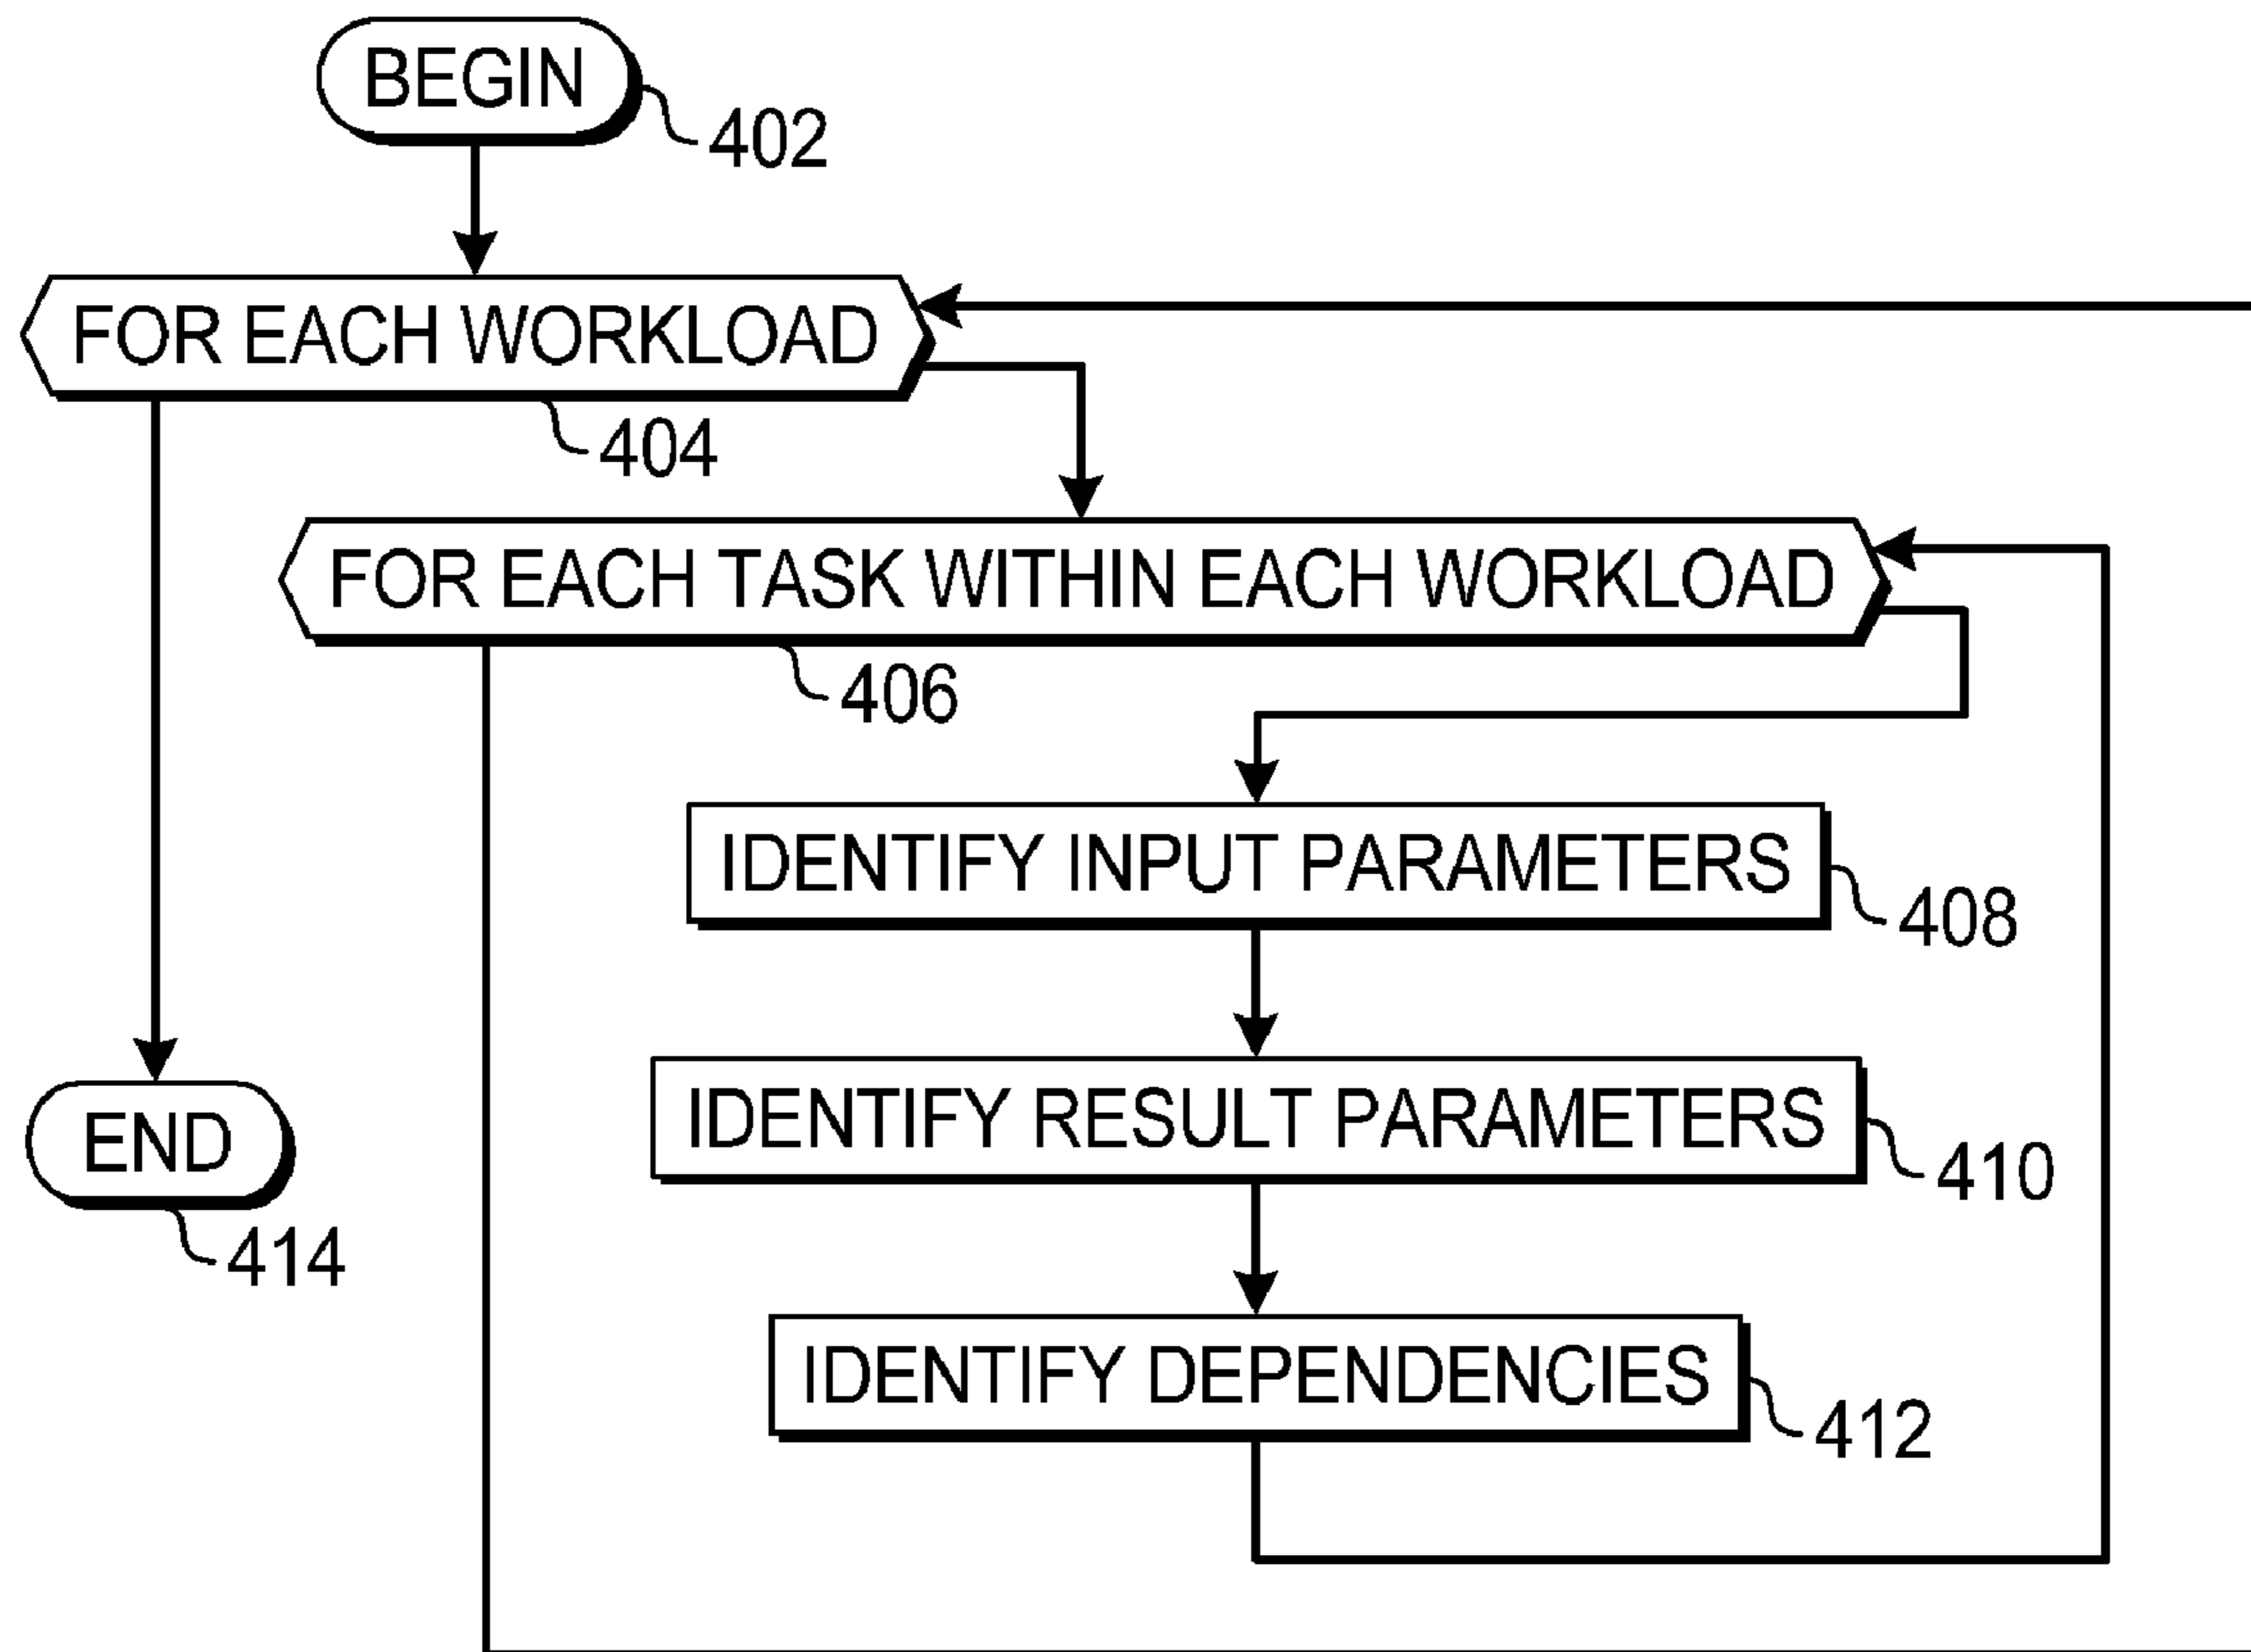 BEGIN
402
FOR EACH WORKLOAD
404
FOR EACH TASK WITHIN EACH WORKLOAD
406
IDENTIFY INPUT PARAMETERS
408
IDENTIFY RESULT PARAMETERS
410
END
414
IDENTIFY DEPENDENCIES
412